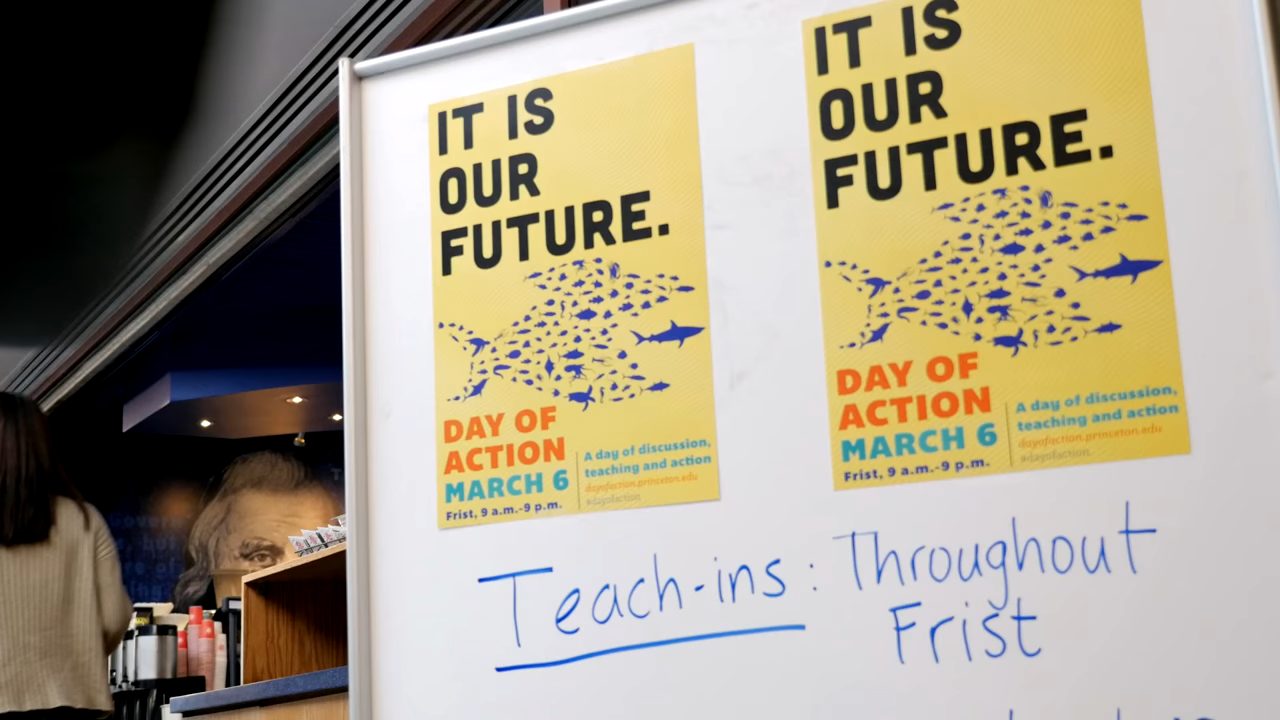 IT IS
OUR
FUTURE.
DAY OF
ACTION
MARCH 6
Frist, 9 a.m.-9 p.m.
A day of discussion,
teaching and action
dayofaction.princeton.edu
#dayofaction
IT IS
OUR
FUTURE.
DAY OF
ACTION
MARCH 6
Frist, 9 a.m.-9 p.m.
A day of discussion,
teaching and action
dayofaction.princeton.edu
#dayofaction
Teach-ins: Throughout
Frist